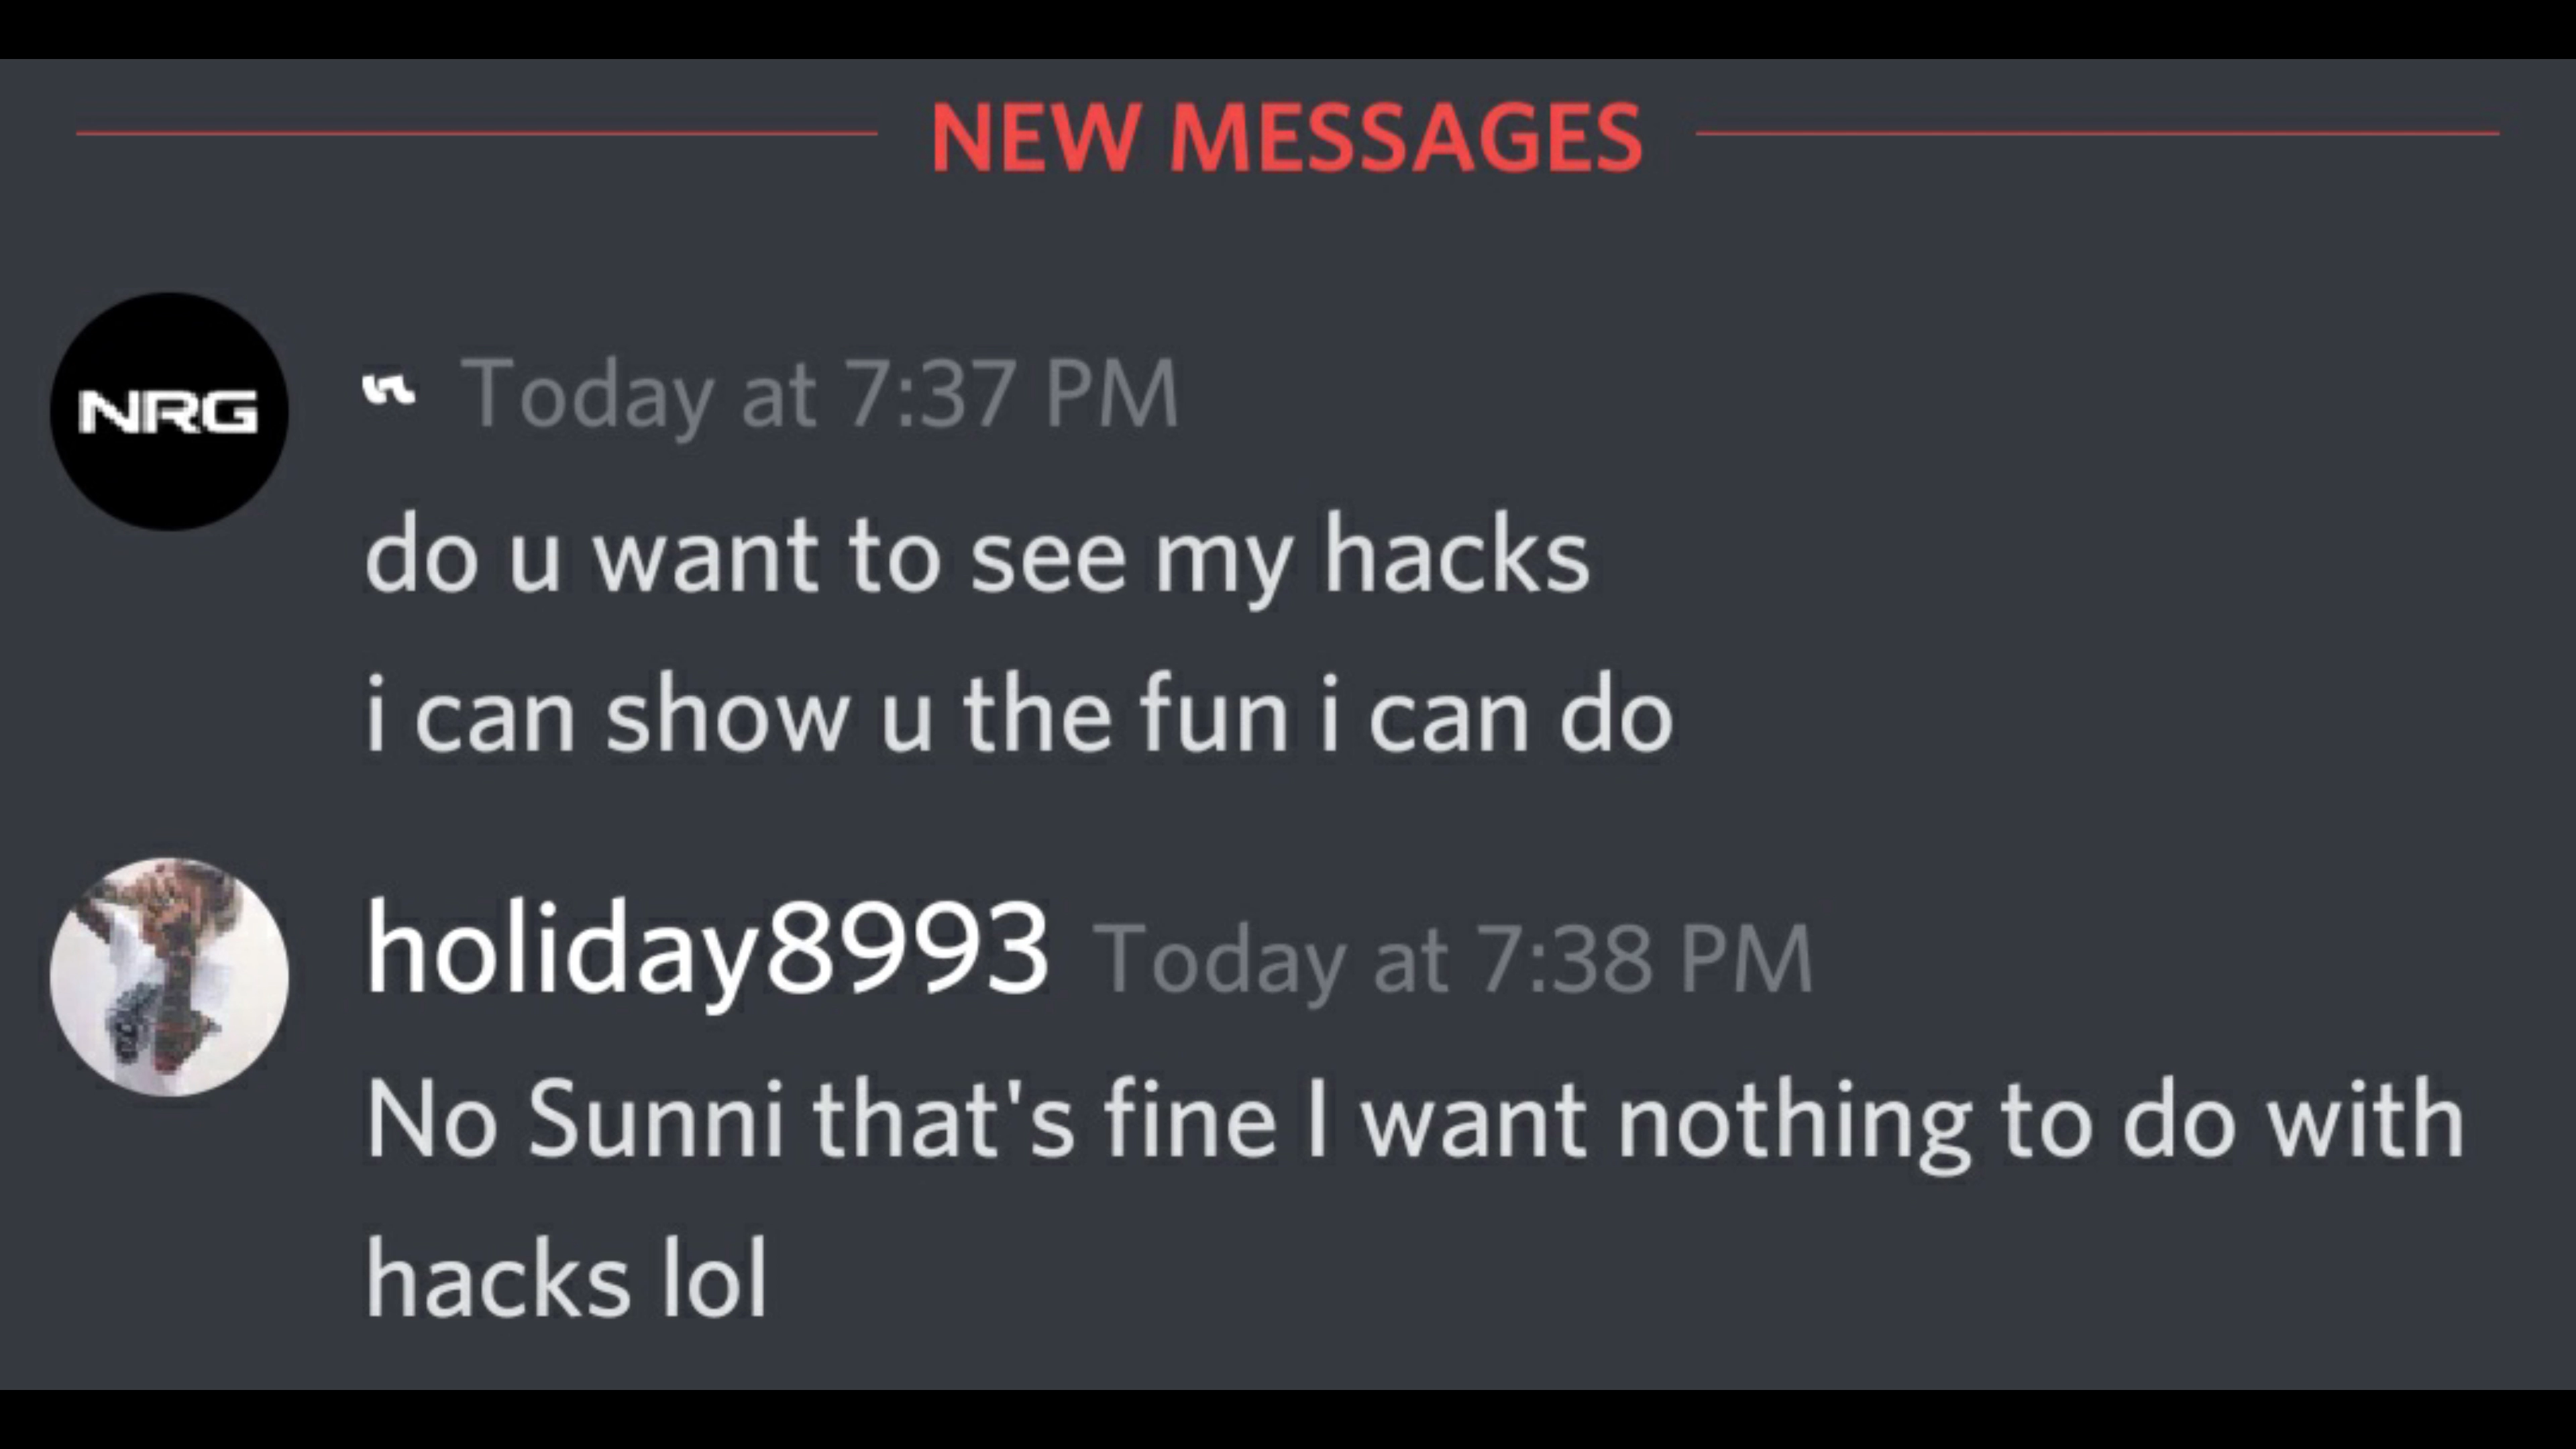 NEW MESSAGES
NRG
Today at 7:37 PM
do u want to see my hacks
i can show u the fun i can do
holiday8993 Today at 7:38 PM
No Sunni that's fine I want nothing to do with
hacks lol